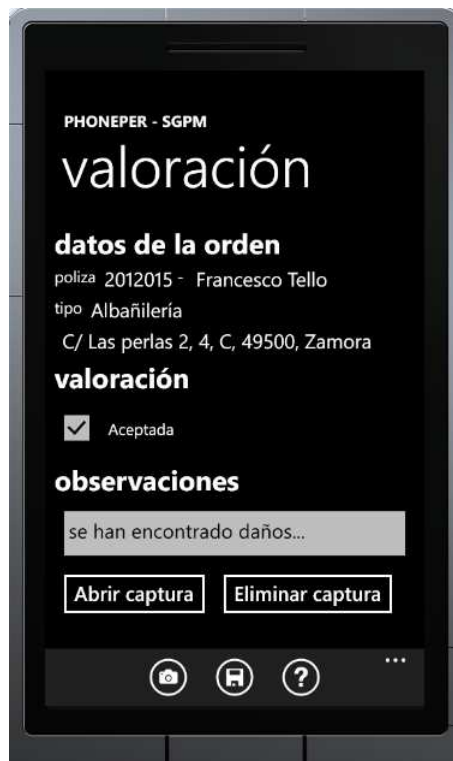 PHONEPER - SGPM
valoración
datos de la orden
poliza 2012015 - Francesco Tello
tipo Albañilería
C/ Las perlas 2, 4, C, 49500, Zamora
valoración
Aceptada
observaciones
se han encontrado daños...
Abrir captura Eliminar captura
?
...